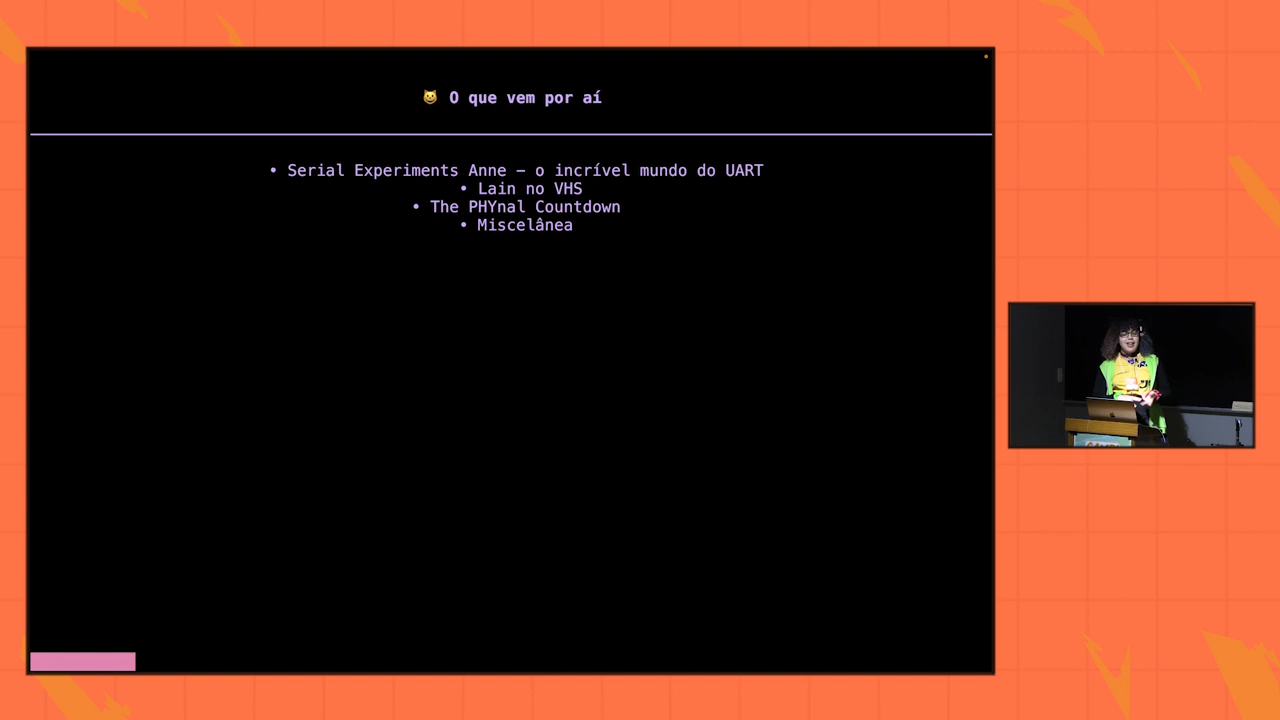 😺 O que vem por aí
• Serial Experiments Anne – o incrível mundo do UART
• Lain no VHS
• The PHYnal Countdown
• Miscelânea